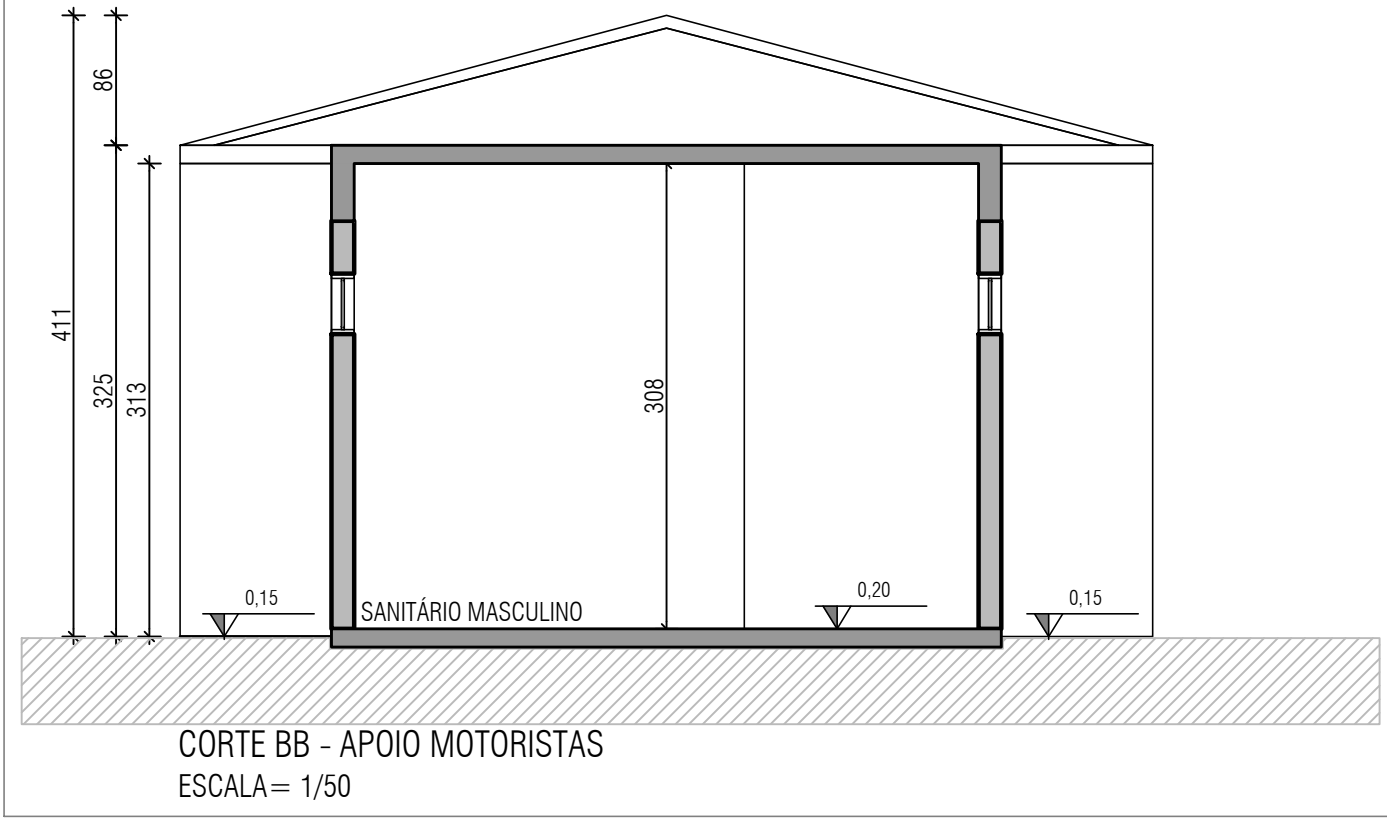 86
411
325
313
308
0,15
SANITÁRIO MASCULINO
0,20
0,15
CORTE BB - APOIO MOTORISTAS
ESCALA= 1/50